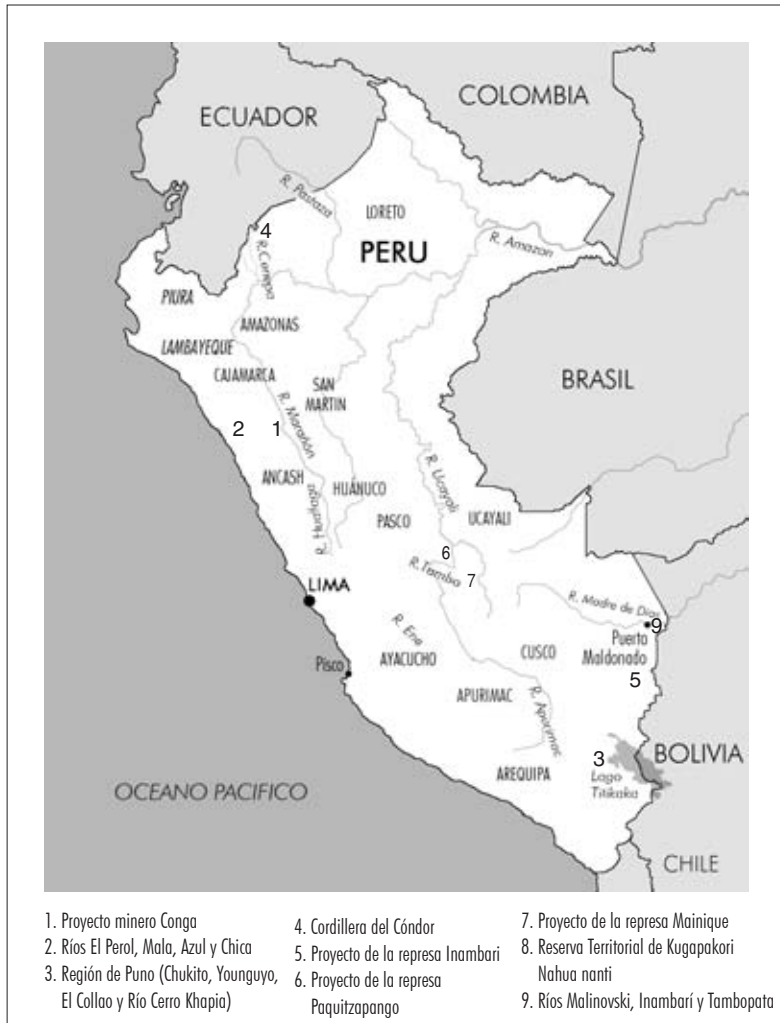 COLOMBIA
ECUADOR
R. Pastaza
LORETO
4
PERU
R. Amazon
R.Cenepa
PIURA
AMAZONAS
LAMBAYEQUE
BRASIL
CAJAMARCA
SAN
MARTIN
R. Marañón
2
1
ANCASH
R. Ucayali
HUÁNUCO
R. Huallaga
UCAYALI
PASCO
6
R.Tambo
7
LIMA
R. Madre de Dios
9
R. Ene
Puerto
Maldonado
CUSCO
AYACUCHO
Pisco
5
APURIMAC
R. Apurimac
3
BOLIVIA
AREQUIPA
Lago
Titikaka
OCEANO PACIFICO
CHILE
1. Proyecto minero Conga
2. Ríos El Perol, Mala, Azul y Chica
3. Región de Puno (Chukito, Younguyo,
El Collao y Río Cerro Khapia)
4. Cordillera del Cóndor
5. Proyecto de la represa Inambari
6. Proyecto de la represa
Paquitzapango
7. Proyecto de la represa Mainique
8. Reserva Territorial de Kugapakori
Nahua nanti
9. Ríos Malinovski, Inambarí y Tambopata